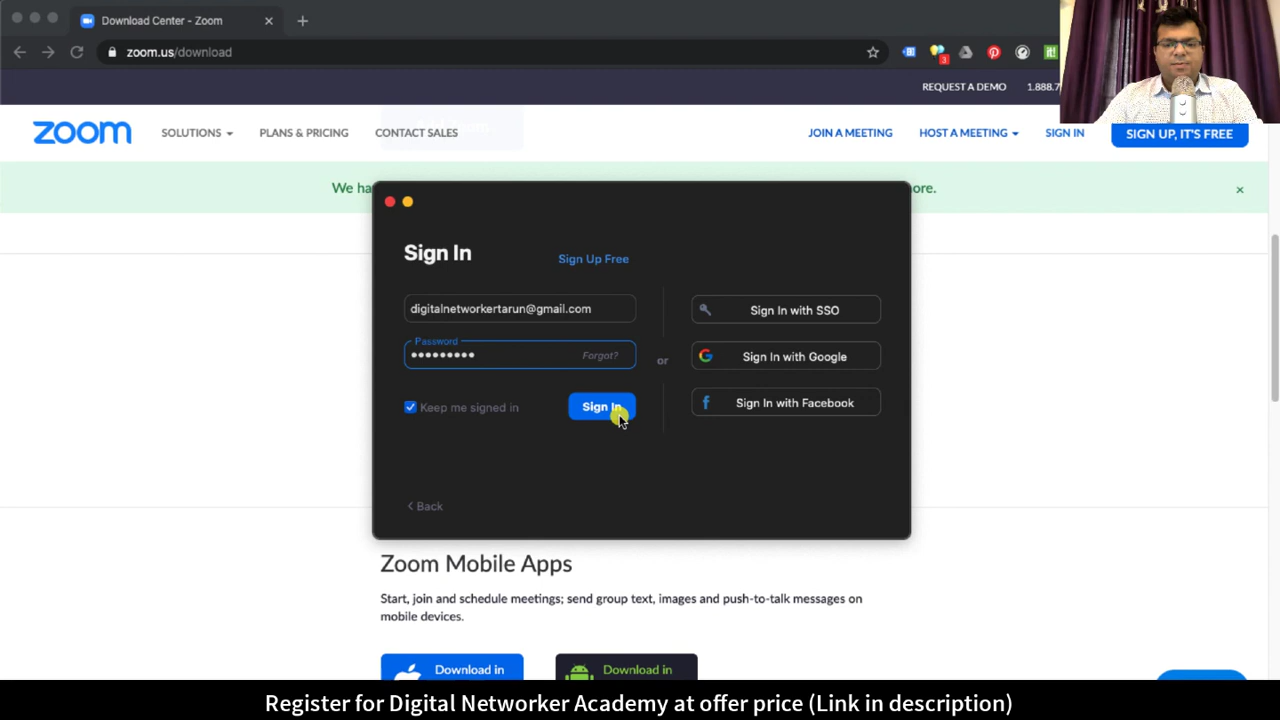 Download Center - Zoom
zoom.us/download
3
it!
REQUEST A DEMO
1.888.7
zoom
SOLUTIONS
PLANS & PRICING
CONTACT SALES
JOIN A MEETING
HOST A MEETING
SIGN IN
SIGN UP, IT'S FREE
We ha
ore.
Sign In
Sign Up Free
digitalnetworkertarun@gmail.com
Password
Forgot?
Keep me signed in
Sign In
or
Sign In with SSO
Sign In with Google
Sign In with Facebook
Back
Zoom Mobile Apps
Start, join and schedule meetings; send group text, images and push-to-talk messages on
mobile devices.
Download in
Download in
Register for Digital Networker Academy at offer price (Link in description)